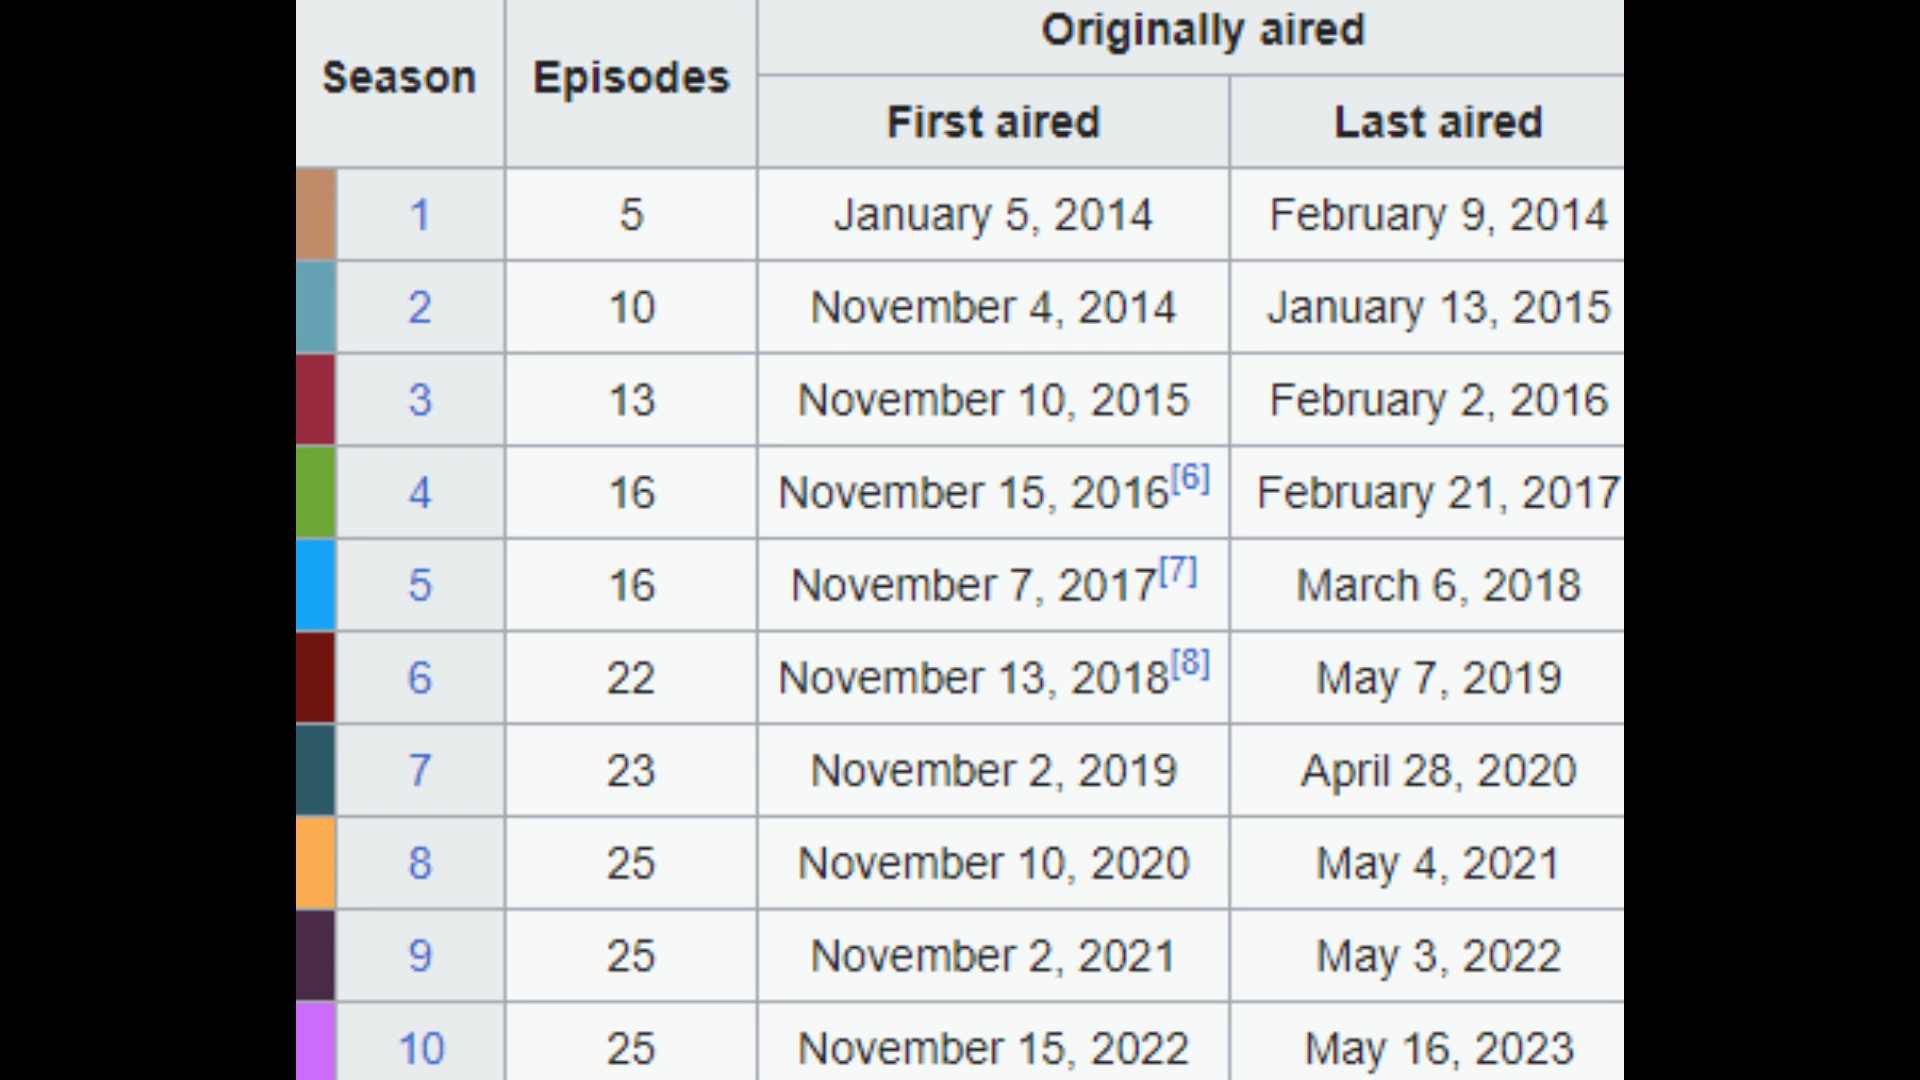 Originally aired
Season Episodes
First aired Last aired
1 5 January 5, 2014 February 9, 2014
2 10 November 4, 2014 January 13, 2015
3 13 November 10, 2015 February 2, 2016
4 16 November 15, 2016[6] February 21, 2017
5 16 November 7, 2017[7] March 6, 2018
6 22 November 13, 2018[8] May 7, 2019
7 23 November 2, 2019 April 28, 2020
8 25 November 10, 2020 May 4, 2021
9 25 November 2, 2021 May 3, 2022
10 25 November 15, 2022 May 16, 2023